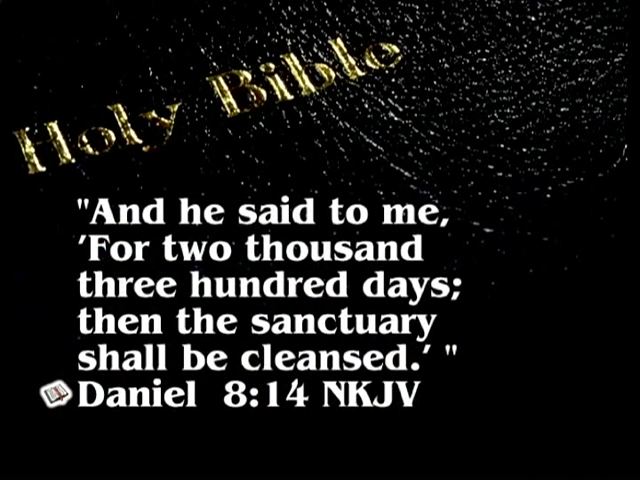 Holy Bible
"And he said to me,
'For two thousand
three hundred days;
then the sanctuary
shall be cleansed.' "
Daniel 8:14 NKJV